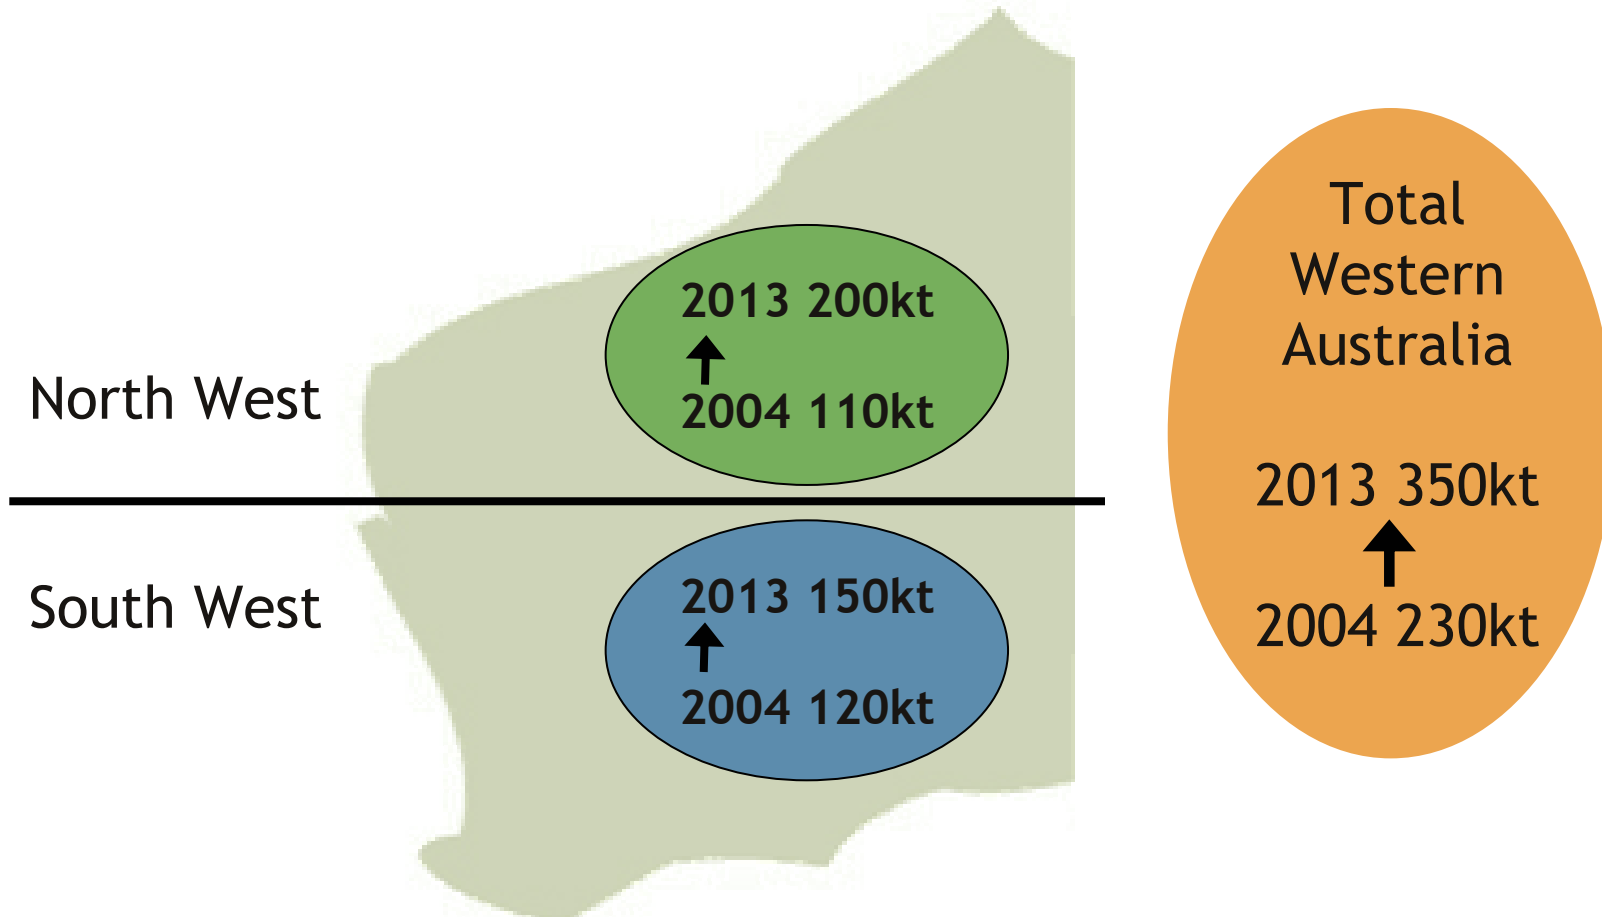 North West
2013 200kt
2004 110kt
South West
2013 150kt
2004 120kt
Total
Western
Australia
2013 350kt
2004 230kt